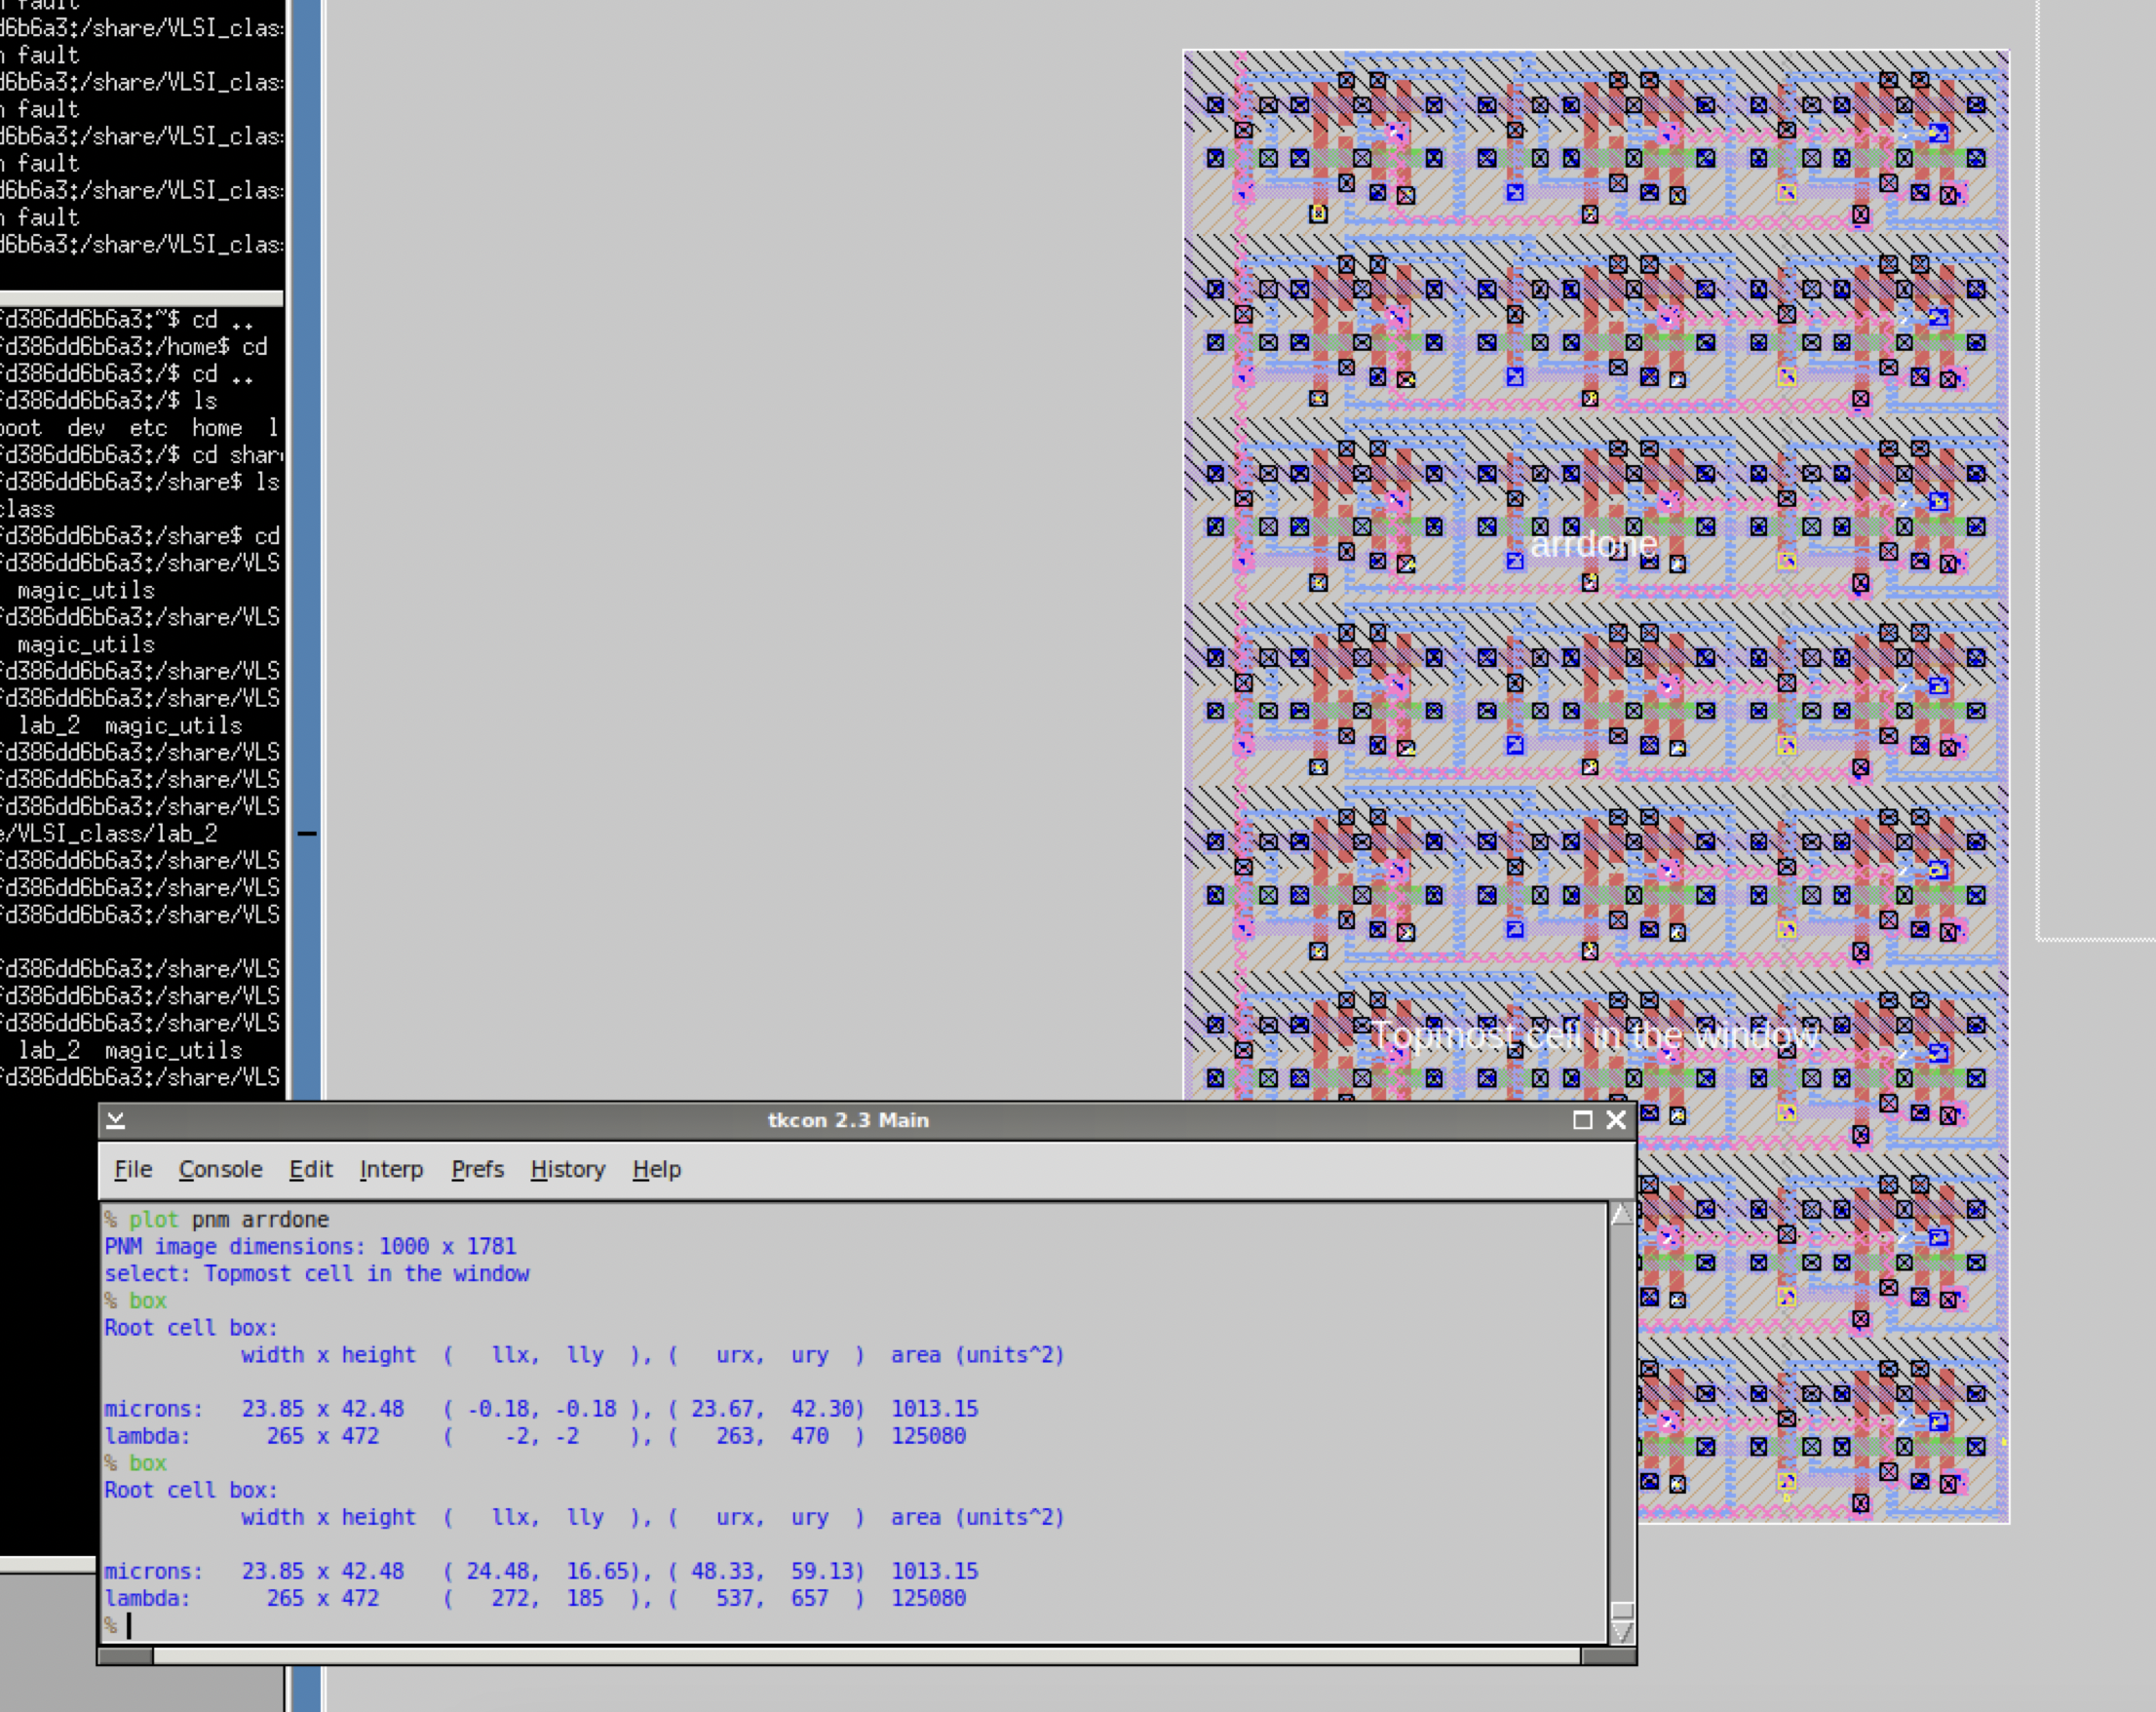 n fault
d6b6a3:/share/VLSI_clas
n fault
d6b6a3:/share/VLSI_clas
n fault
d6b6a3:/share/VLSI_clas
n fault
d6b6a3:/share/VLSI_clas
n fault
d6b6a3:/share/VLSI_clas
fd386dd6b6a3:~$ cd ..
fd386dd6b6a3:/home$ cd
fd386dd6b6a3:/$ cd ..
fd386dd6b6a3:/$ ls
boot dev etc home l
fd386dd6b6a3:/$ cd shar
fd386dd6b6a3:/share$ ls
class
fd386dd6b6a3:/share$ cd
fd386dd6b6a3:/share/VLS
magic_utils
fd386dd6b6a3:/share/VLS
magic_utils
fd386dd6b6a3:/share/VLS
fd386dd6b6a3:/share/VLS
lab_2 magic_utils
fd386dd6b6a3:/share/VLS
fd386dd6b6a3:/share/VLS
fd386dd6b6a3:/share/VLS
e/VLSI_class/lab_2
fd386dd6b6a3:/share/VLS
fd386dd6b6a3:/share/VLS
fd386dd6b6a3:/share/VLS
fd386dd6b6a3:/share/VLS
fd386dd6b6a3:/share/VLS
fd386dd6b6a3:/share/VLS
lab_2 magic_utils
fd386dd6b6a3:/share/VLS
arrdone
Topmost cell in the window
tkcon 2.3 Main
File Console Edit Interp Prefs History Help
% plot pnm arrdone
PNM image dimensions: 1000 x 1781
select: Topmost cell in the window
% box
Root cell box:
width x height ( llx, lly ), ( urx, ury ) area (units^2)
microns: 23.85 x 42.48 ( -0.18, -0.18 ), ( 23.67, 42.30) 1013.15
lambda: 265 x 472 ( -2, -2 ), ( 263, 470 ) 125080
% box
Root cell box:
width x height ( llx, lly ), ( urx, ury ) area (units^2)
microns: 23.85 x 42.48 ( 24.48, 16.65), ( 48.33, 59.13) 1013.15
lambda: 265 x 472 ( 272, 185 ), ( 537, 657 ) 125080
%